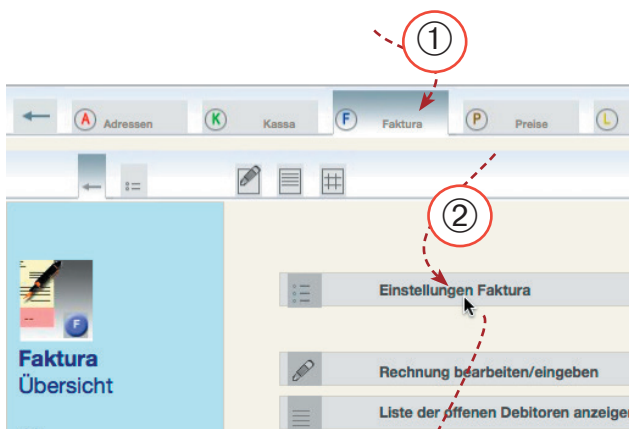 ①
A Adressen K Kassa F Faktura P Preise L
②
Einstellungen Faktura
F
Faktura
Übersicht
Rechnung bearbeiten/eingeben
Liste der offenen Debitoren anzeigen